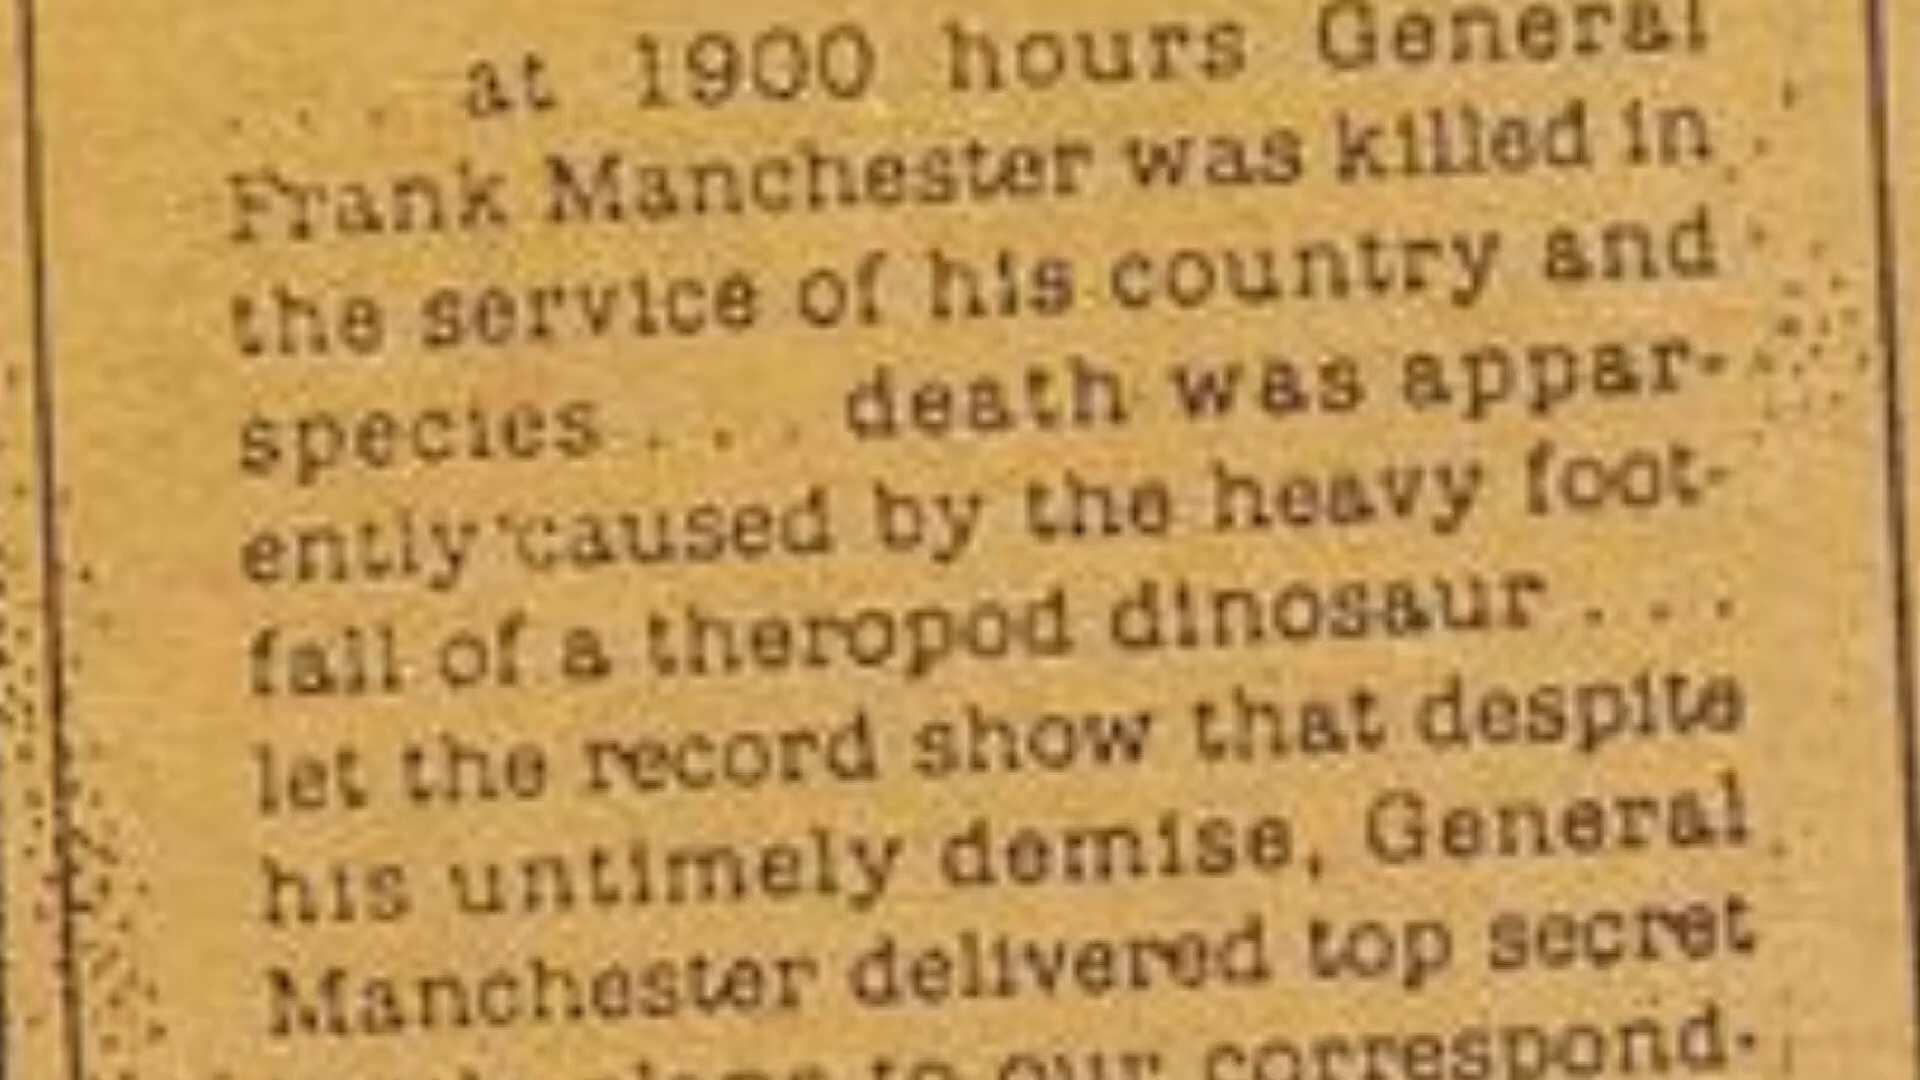 . . . at 1900 hours General
Frank Manchester was killed in
the service of his country and
species . . . death was appar-
ently caused by the heavy foot-
fall of a theropod dinosaur . . .
let the record show that despite
his untimely demise, General
Manchester delivered top secret
to our correspond-